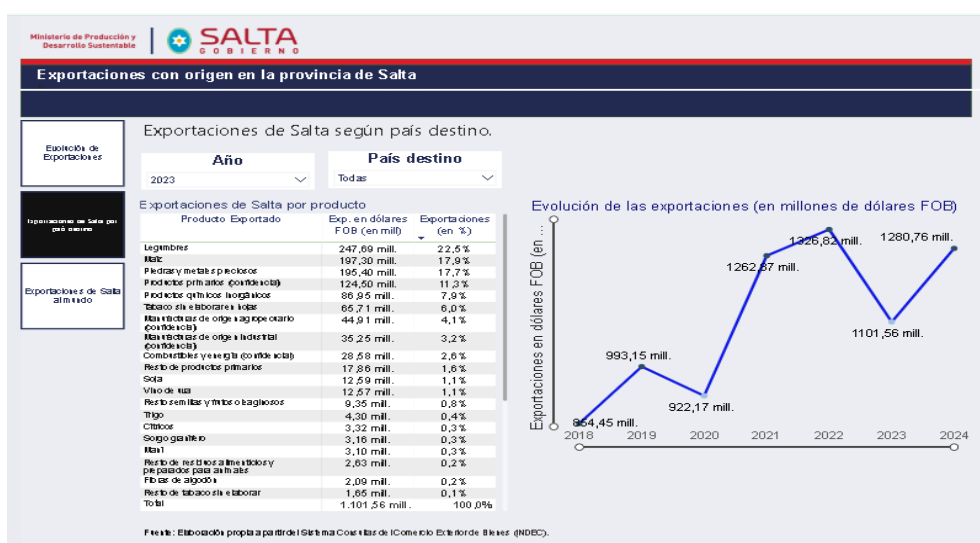 Ministerio de Producción y
Desarrollo Sustentable
SALTA
GOBIERNO
Exportaciones con origen en la provincia de Salta
Evolución de
Exportaciones
Exportaciones de Salta por
país destino
Exportaciones de Salta
al mundo
Exportaciones de Salta según país destino.
Año
2023
País destino
Todas
Exportaciones de Salta por producto
Producto Exportado Exp. en dólares FOB (en mill) Exportaciones (en %)
Legumbres 247,69 mill. 22,5%
Maíz 197,30 mill. 17,9%
Piedras y metales preciosos 195,40 mill. 17,7%
Productos primarios (confidencial) 124,50 mill. 11,3%
Productos químicos inorgánicos 86,95 mill. 7,9%
Tabaco sin elaborar en hojas 65,71 mill. 6,0%
Manufacturas de origen agropecuario (confidencial) 44,91 mill. 4,1%
Manufacturas de origen industrial (confidencial) 35,25 mill. 3,2%
Combustibles y energía (confidencial) 28,58 mill. 2,6%
Resto de productos primarios 17,86 mill. 1,6%
Soja 12,59 mill. 1,1%
Vino de uva 12,57 mill. 1,1%
Resto semillas y frutos oleaginosos 9,35 mill. 0,8%
Trigo 4,30 mill. 0,4%
Cítricos 3,32 mill. 0,3%
Sorgo granífero 3,16 mill. 0,3%
Maní 3,10 mill. 0,3%
Resto de residuos alimenticios y preparados para animales 2,63 mill. 0,2%
Fibras de algodón 2,09 mill. 0,2%
Resto de tabaco sin elaborar 1,65 mill. 0,1%
Total 1.101,56 mill. 100,0%
Fuente: Elaboración propia a partir del Sistema Consultas de lComercio Exterior de Bienes (INDEC).
Evolución de las exportaciones (en millones de dólares FOB)
Exportaciones en dólares FOB (en ...
854,45 mill.
993,15 mill.
922,17 mill.
1262,87 mill.
1326,82 mill.
1101,56 mill.
1280,76 mill.
2018 2019 2020 2021 2022 2023 2024